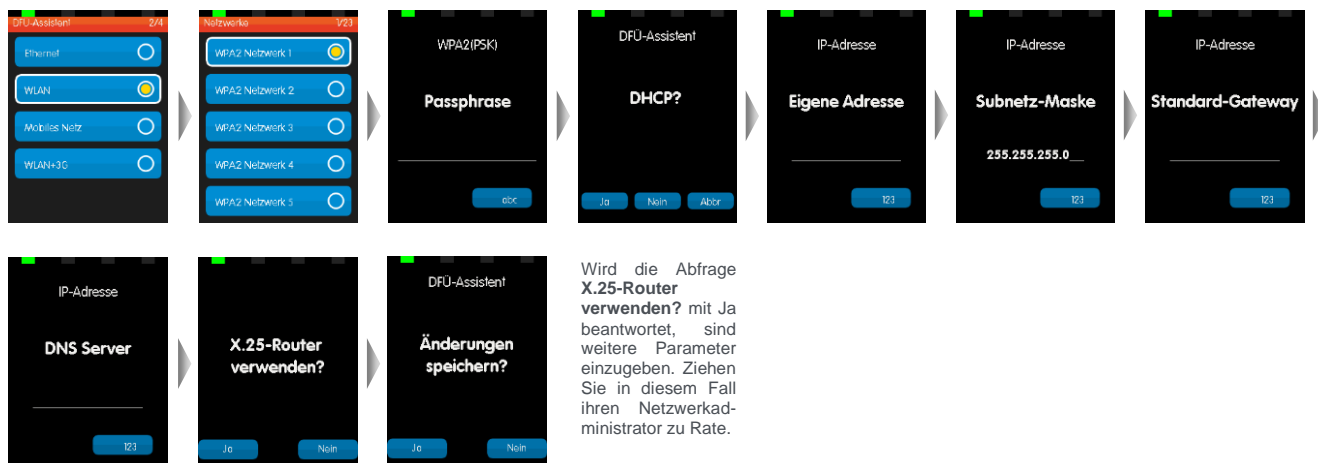 DFÜ-Assistent 2/4
Ethernet
WLAN
Mobiles Netz
WLAN+3G
Netzwerke 1/23
WPA2 Netzwerk 1
WPA2 Netzwerk 2
WPA2 Netzwerk 3
WPA2 Netzwerk 4
WPA2 Netzwerk 5
WPA2(PSK)
Passphrase
abc
DFÜ-Assistent
DHCP?
Ja Nein Abbr
IP-Adresse
Eigene Adresse
123
IP-Adresse
Subnetz-Maske
255.255.255.0__
123
IP-Adresse
Standard-Gateway
123
IP-Adresse
DNS Server
123
X.25-Router
verwenden?
Ja Nein
DFÜ-Assistent
Änderungen
speichern?
Ja Nein
Wird die Abfrage
X.25-Router
verwenden? mit Ja
beantwortet, sind
weitere Parameter
einzugeben. Ziehen
Sie in diesem Fall
ihren Netzwerkad-
ministrator zu Rate.